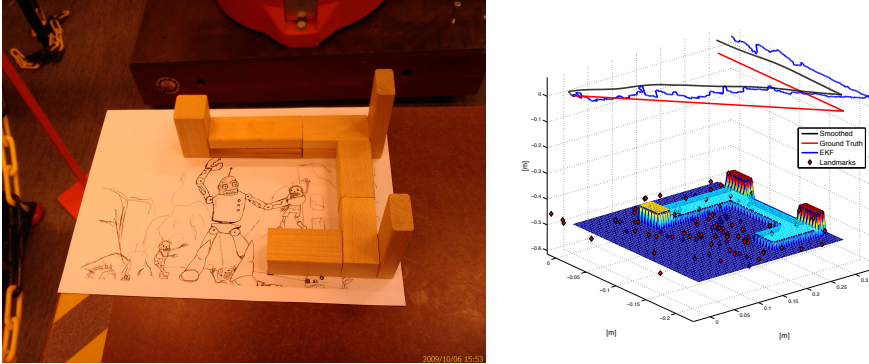 2009/10/06 15:53
0
-0.1
-0.2
-0.3
-0.4
-0.5
-0.6
[m]
Smoothed
Ground Truth
EKF
Landmarks
0
-0.05
-0.1
-0.15
-0.2
[m]
0
0.05
0.1
0.15
0.2
0.25
0.3
[m]